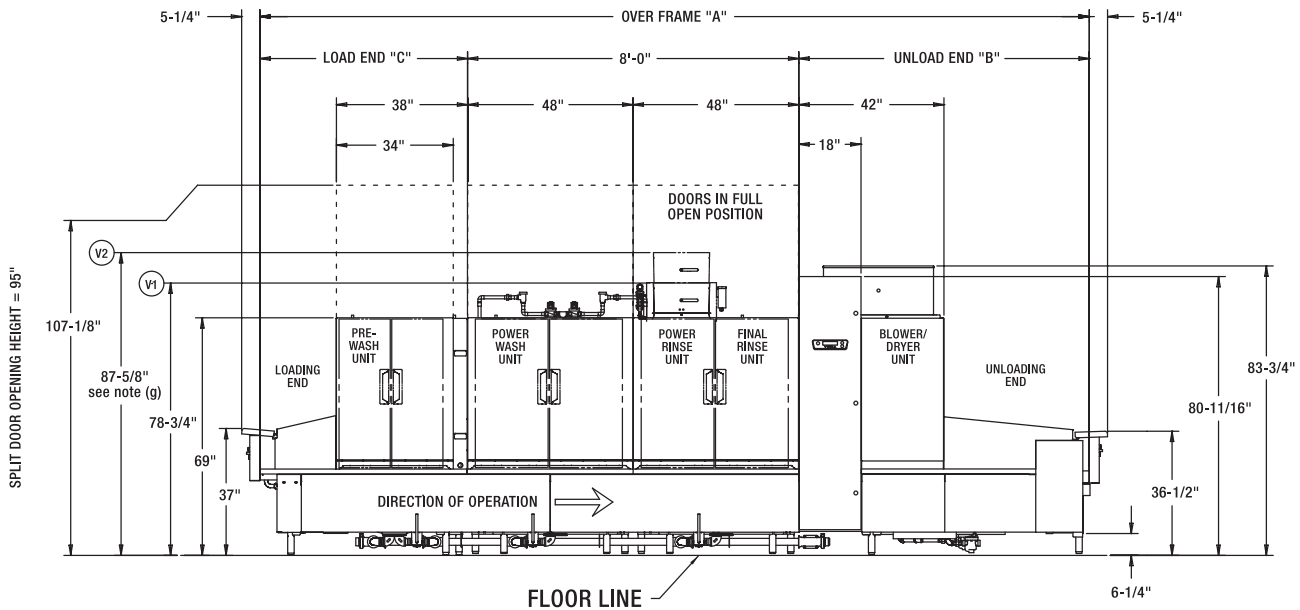 5-1/4"
OVER FRAME "A"
5-1/4"
LOAD END "C"
8'-0"
UNLOAD END "B"
38"
48"
48"
42"
34"
18"
DOORS IN FULL
OPEN POSITION
V2
V1
SPLIT DOOR OPENING HEIGHT = 95"
107-1/8"
87-5/8"
see note (g)
78-3/4"
69"
37"
LOADING
END
PRE-
WASH
UNIT
POWER
WASH
UNIT
POWER
RINSE
UNIT
FINAL
RINSE
UNIT
BLOWER/
DRYER
UNIT
UNLOADING
END
83-3/4"
80-11/16"
36-1/2"
6-1/4"
DIRECTION OF OPERATION
FLOOR LINE